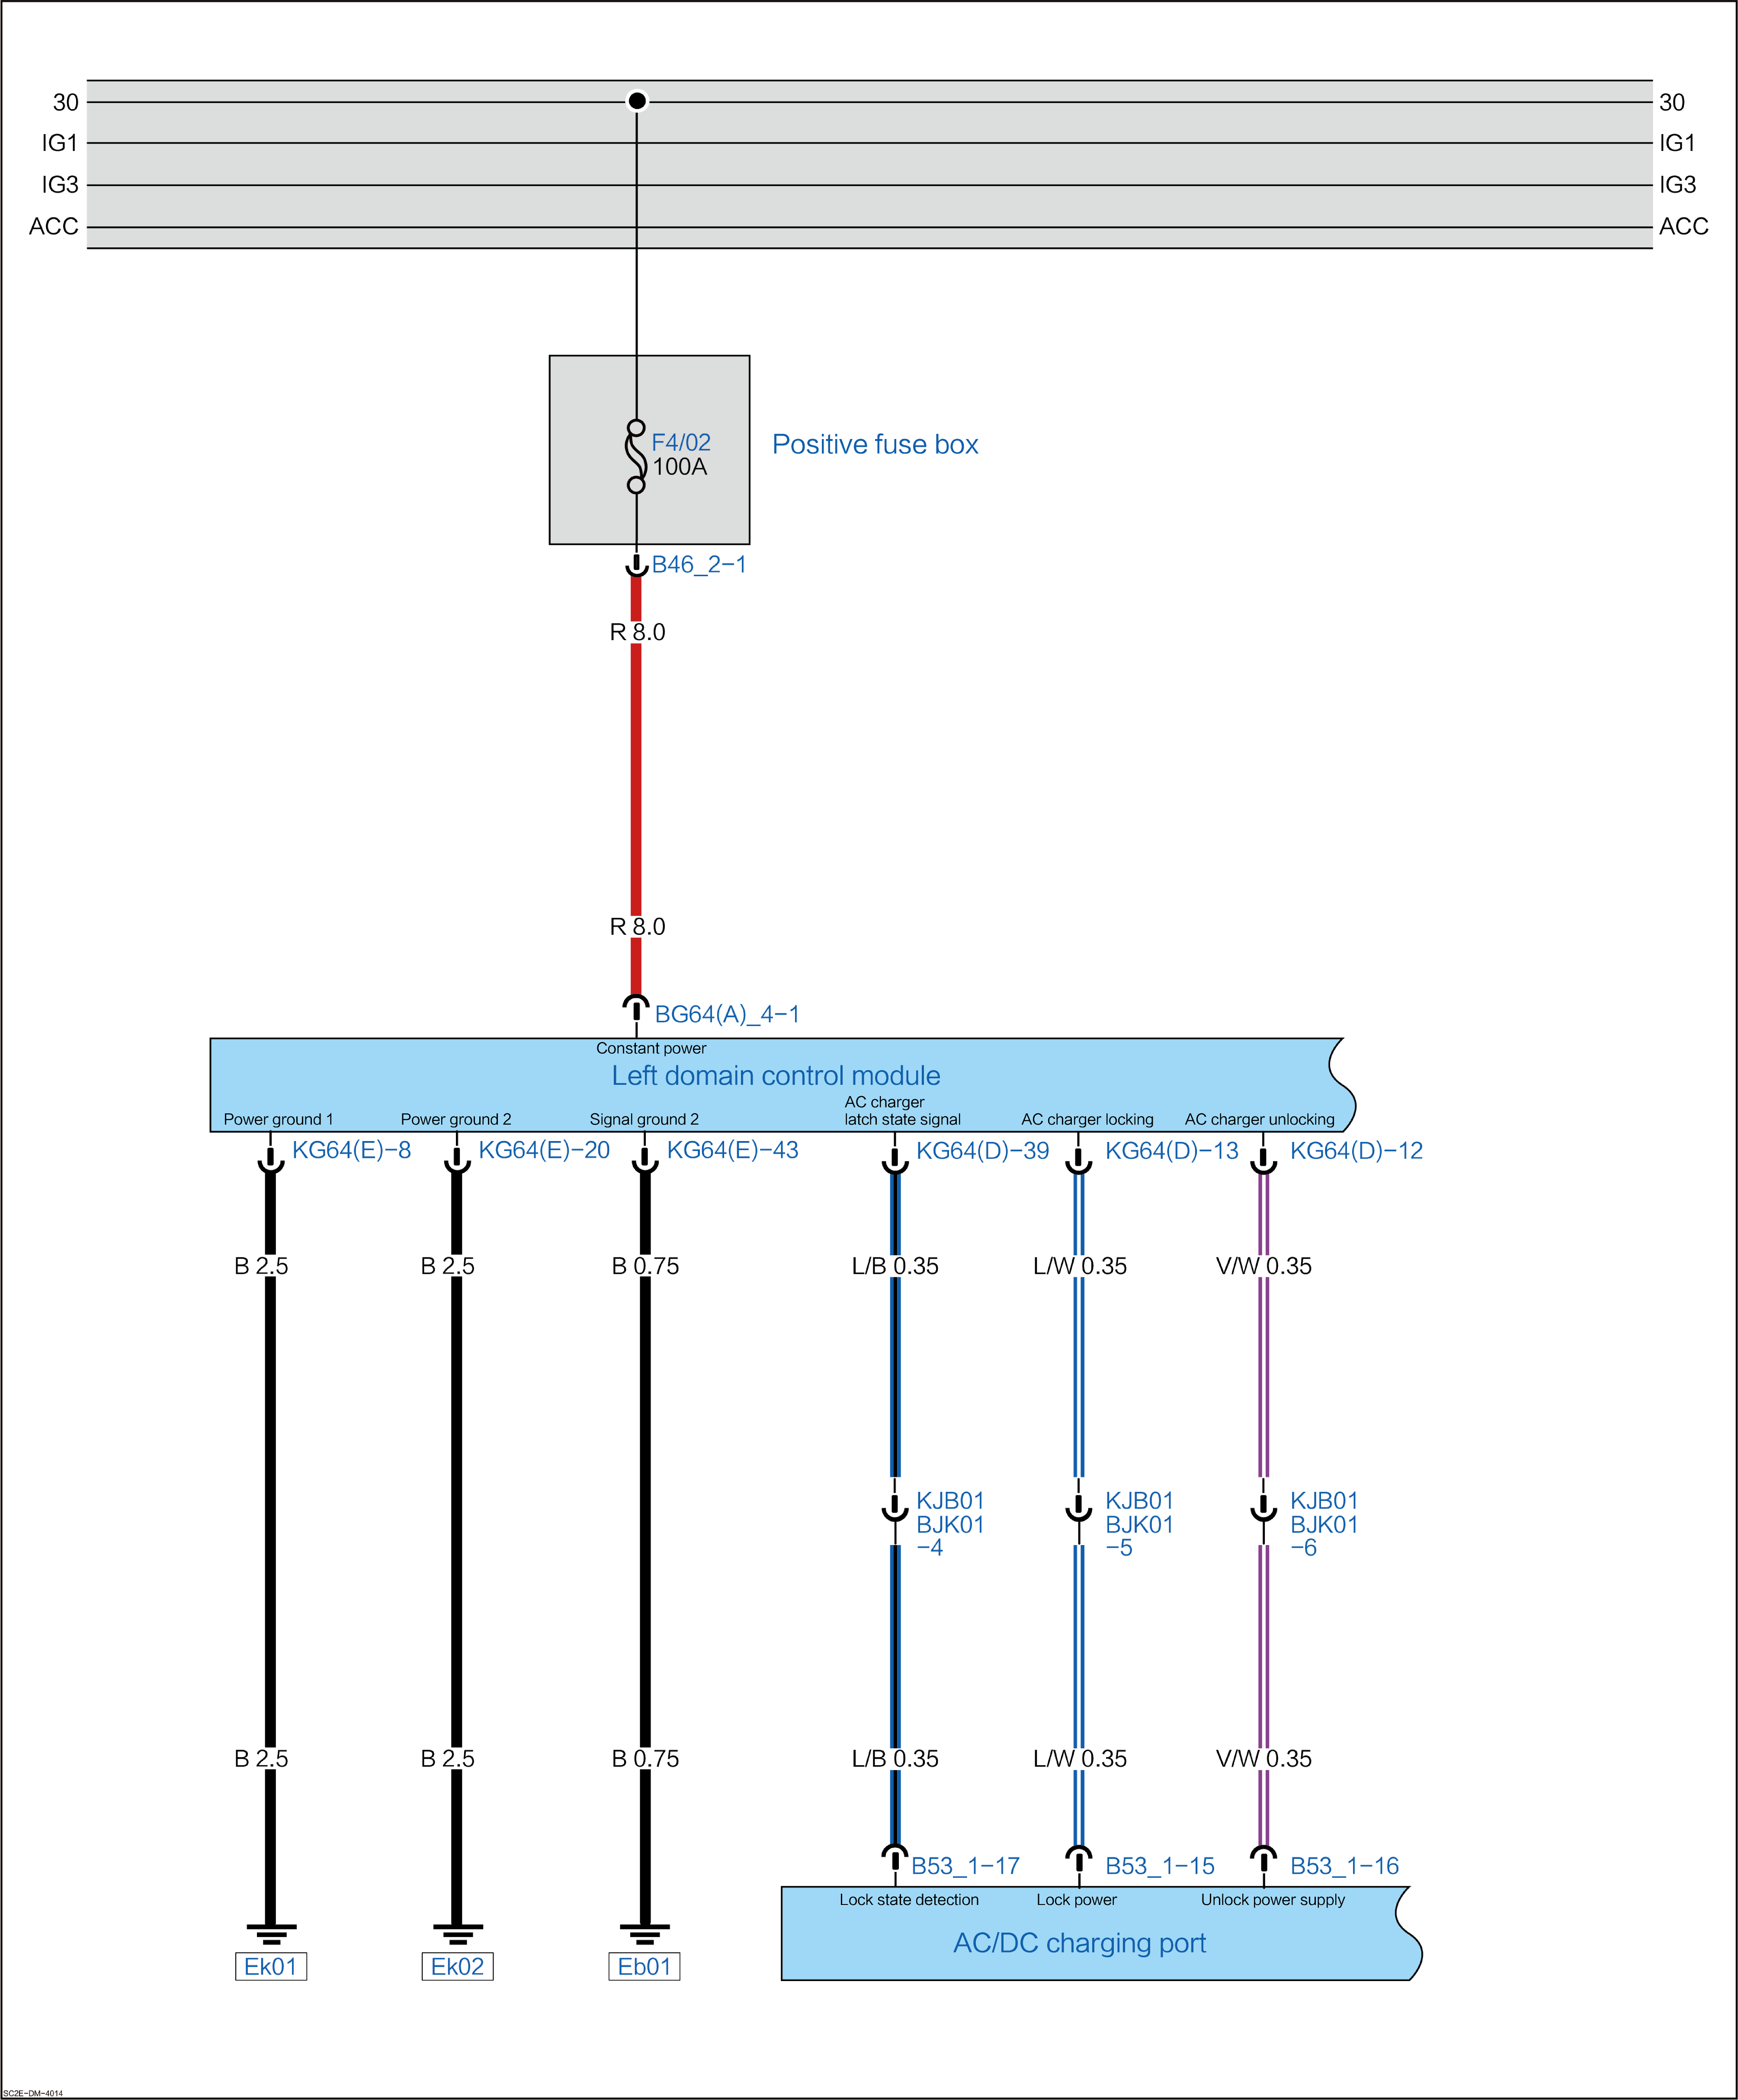 30 30
IG1 IG1
IG3 IG3
ACC ACC
F4/02
100A
Positive fuse box
B46_2-1
R 8.0
R 8.0
BG64(A)_4-1
Constant power
Left domain control module
AC charger
Power ground 1 Power ground 2 Signal ground 2 latch state signal AC charger locking AC charger unlocking
KG64(E)-8 KG64(E)-20 KG64(E)-43 KG64(D)-39 KG64(D)-13 KG64(D)-12
B 2.5 B 2.5 B 0.75 L/B 0.35 L/W 0.35 V/W 0.35
KJB01 KJB01 KJB01
BJK01 BJK01 BJK01
-4 -5 -6
B 2.5 B 2.5 B 0.75 L/B 0.35 L/W 0.35 V/W 0.35
B53_1-17 B53_1-15 B53_1-16
Lock state detection Lock power Unlock power supply
AC/DC charging port
Ek01 Ek02 Eb01
SC2E-DM-4014